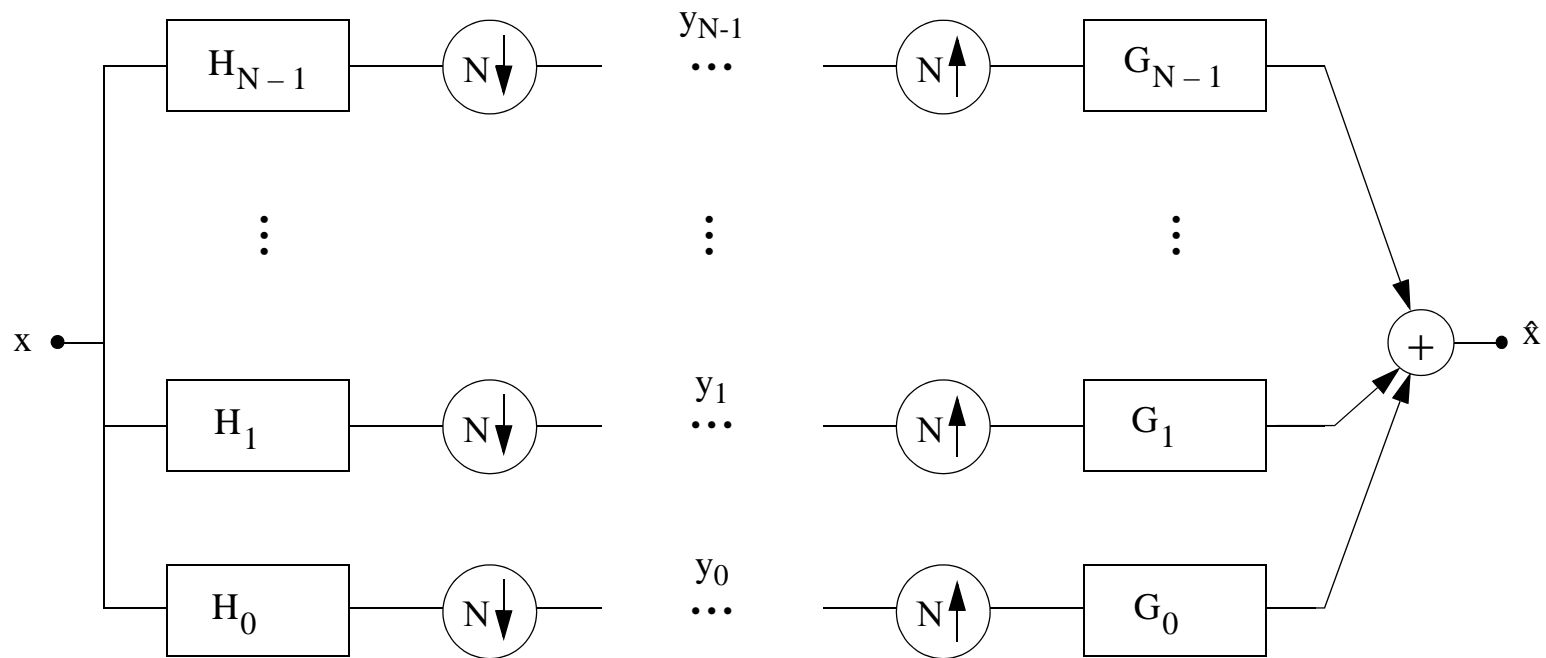 y_{N-1}
H_{N – 1} N ... N G_{N – 1}
x + x̂
y_1
H_1 N ... N G_1
y_0
H_0 N ... N G_0